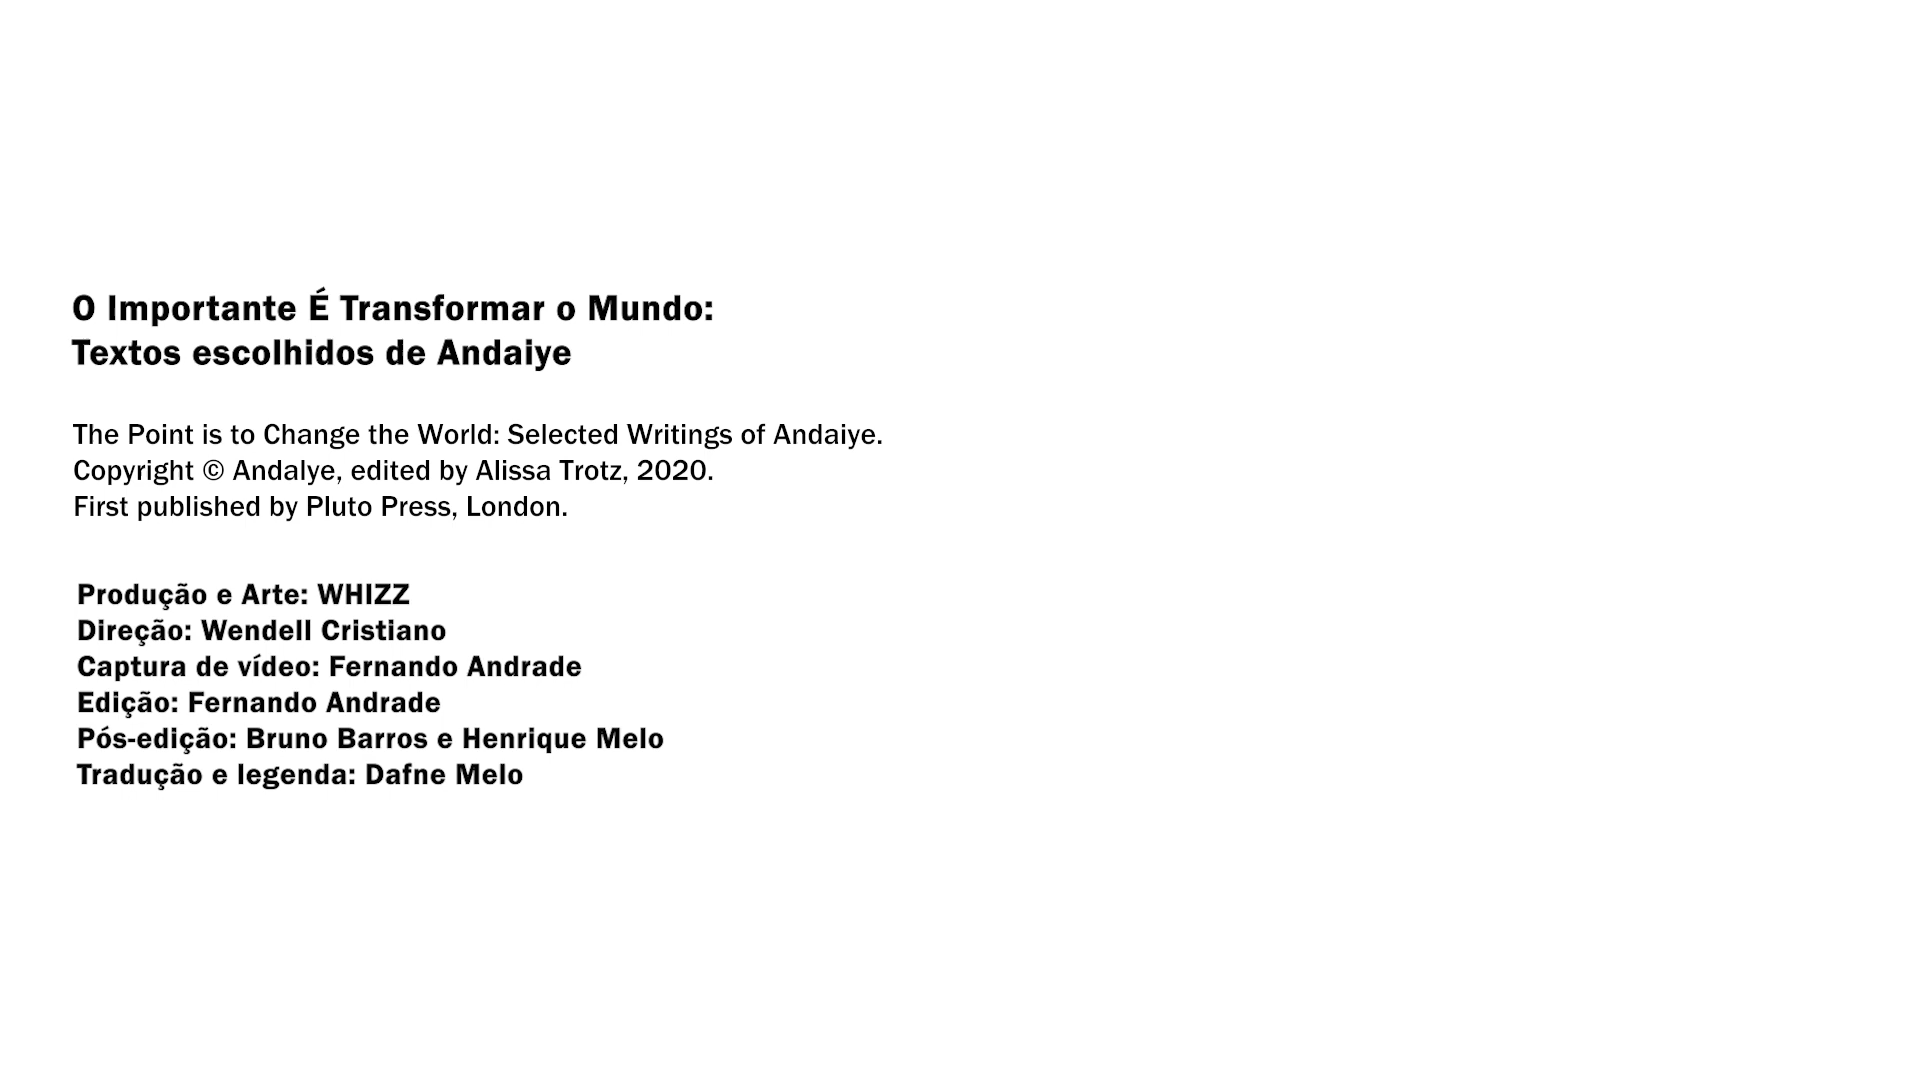 O Importante É Transformar o Mundo:
Textos escolhidos de Andaiye
The Point is to Change the World: Selected Writings of Andaiye.
Copyright © Andalye, edited by Alissa Trotz, 2020.
First published by Pluto Press, London.
Produção e Arte: WHIZZ
Direção: Wendell Cristiano
Captura de vídeo: Fernando Andrade
Edição: Fernando Andrade
Pós-edição: Bruno Barros e Henrique Melo
Tradução e legenda: Dafne Melo